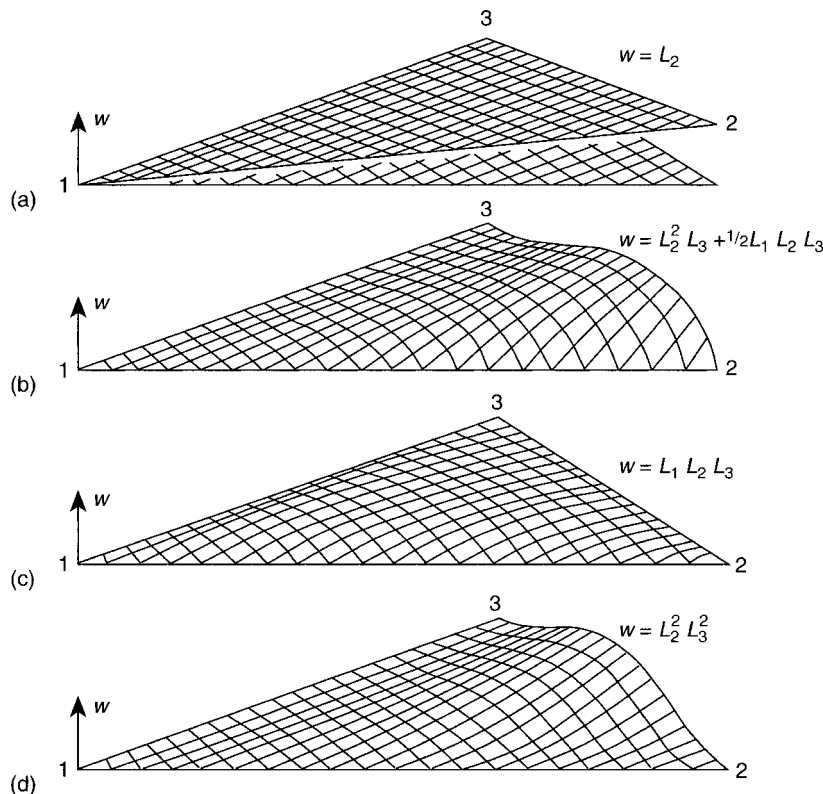 3
w = L₂
w
2
1
(a)
3
w = L₂² L₃ + 1/2 L₁ L₂ L₃
w
1
2
(b)
3
w = L₁ L₂ L₃
w
1
2
(c)
3
w = L₂² L₃²
w
1
2
(d)